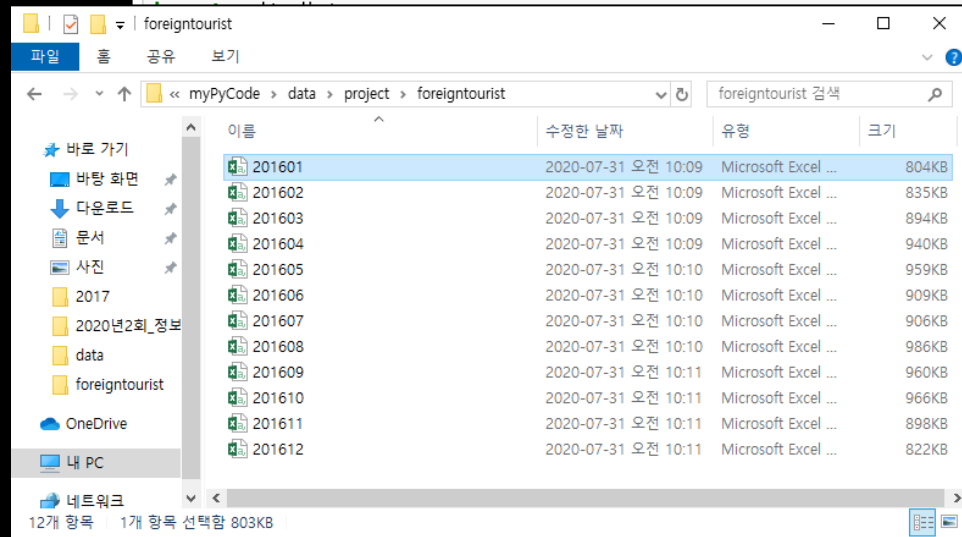 foreigntourist
파일 홈 공유 보기
« myPyCode › data › project › foreigntourist
foreigntourist 검색
이름 수정한 날짜 유형 크기
바로 가기
바탕 화면
다운로드
문서
사진
2017
2020년2회_정보
data
foreigntourist
OneDrive
내 PC
네트워크
201601 2020-07-31 오전 10:09 Microsoft Excel ... 804KB
201602 2020-07-31 오전 10:09 Microsoft Excel ... 835KB
201603 2020-07-31 오전 10:09 Microsoft Excel ... 894KB
201604 2020-07-31 오전 10:09 Microsoft Excel ... 940KB
201605 2020-07-31 오전 10:10 Microsoft Excel ... 959KB
201606 2020-07-31 오전 10:10 Microsoft Excel ... 909KB
201607 2020-07-31 오전 10:10 Microsoft Excel ... 906KB
201608 2020-07-31 오전 10:10 Microsoft Excel ... 986KB
201609 2020-07-31 오전 10:11 Microsoft Excel ... 960KB
201610 2020-07-31 오전 10:11 Microsoft Excel ... 966KB
201611 2020-07-31 오전 10:11 Microsoft Excel ... 898KB
201612 2020-07-31 오전 10:11 Microsoft Excel ... 822KB
12개 항목 1개 항목 선택함 803KB